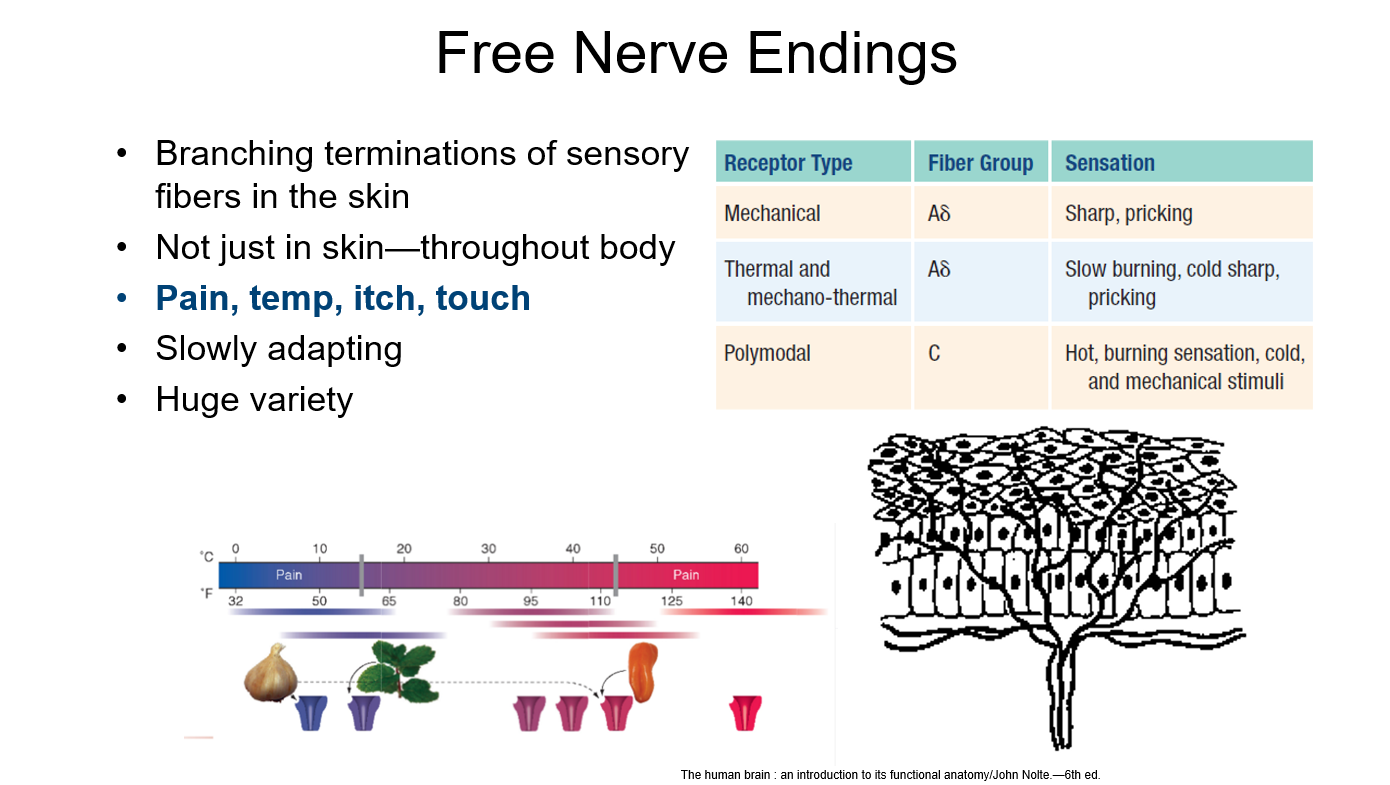 Free Nerve Endings
• Branching terminations of sensory
fibers in the skin
• Not just in skin—throughout body
• Pain, temp, itch, touch
• Slowly adapting
• Huge variety
Receptor Type Fiber Group Sensation
Mechanical Aδ Sharp, pricking
Thermal and Aδ Slow burning, cold sharp,
mechano-thermal pricking
Polymodal C Hot, burning sensation, cold,
and mechanical stimuli
°C 0 10 20 30 40 50 60
Pain Pain
°F 32 50 65 80 95 110 125 140
The human brain : an introduction to its functional anatomy/John Nolte.—6th ed.